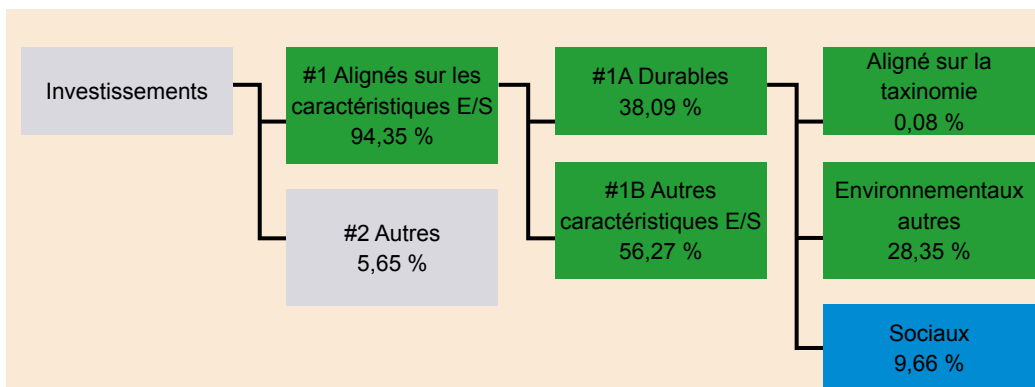 Investissements
#1 Alignés sur les
caractéristiques E/S
94,35 %
#2 Autres
5,65 %
#1A Durables
38,09 %
#1B Autres
caractéristiques E/S
56,27 %
Aligné sur la
taxinomie
0,08 %
Environnementaux
autres
28,35 %
Sociaux
9,66 %